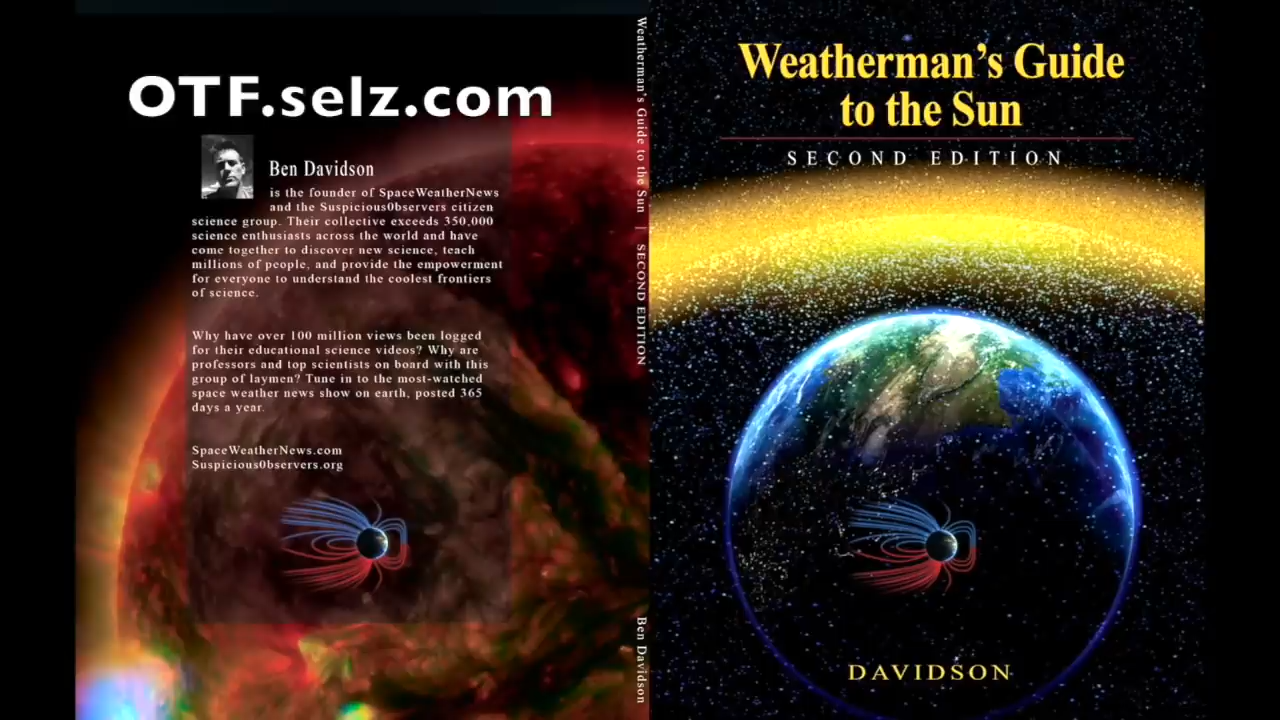 OTF.selz.com
Ben Davidson
is the founder of SpaceWeatherNews
and the Suspicious0bservers citizen
science group. Their collective exceeds 350,000
science enthusiasts across the world and have
come together to discover new science, teach
millions of people, and provide the empowerment
for everyone to understand the coolest frontiers
of science.
Why have over 100 million views been logged
for their educational science videos? Why are
professors and top scientists on board with this
group of laymen? Tune in to the most-watched
space weather news show on earth, posted 365
days a year.
SpaceWeatherNews.com
Suspicious0bservers.org
Weatherman's Guide to the Sun | SECOND EDITION
Ben Davidson
Weatherman's Guide
to the Sun
SECOND EDITION
DAVIDSON